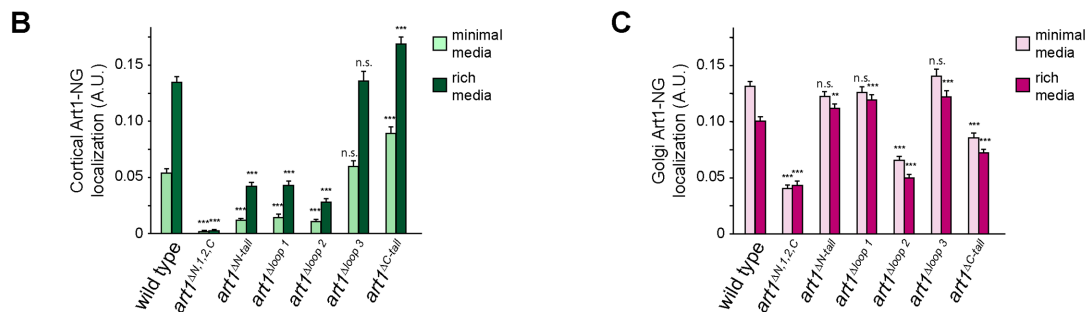 B
Cortical Art1-NG
localization (A.U.)
0.15
0.10
0.05
0
n.s.
***
***
***
***
***
***
***
***
***
n.s.
***
minimal
media
rich
media
wild type
art1ΔN,1,2,C
art1ΔN-tail
art1Δloop 1
art1Δloop 2
art1Δloop 3
art1ΔC-tail
C
Golgi Art1-NG
localization (A.U.)
0.15
0.10
0.05
0
n.s.
n.s.
n.s.
**
***
***
***
***
***
***
***
***
minimal
media
rich
media
wild type
art1ΔN,1,2,C
art1ΔN-tail
art1Δloop 1
art1Δloop 2
art1Δloop 3
art1ΔC-tail